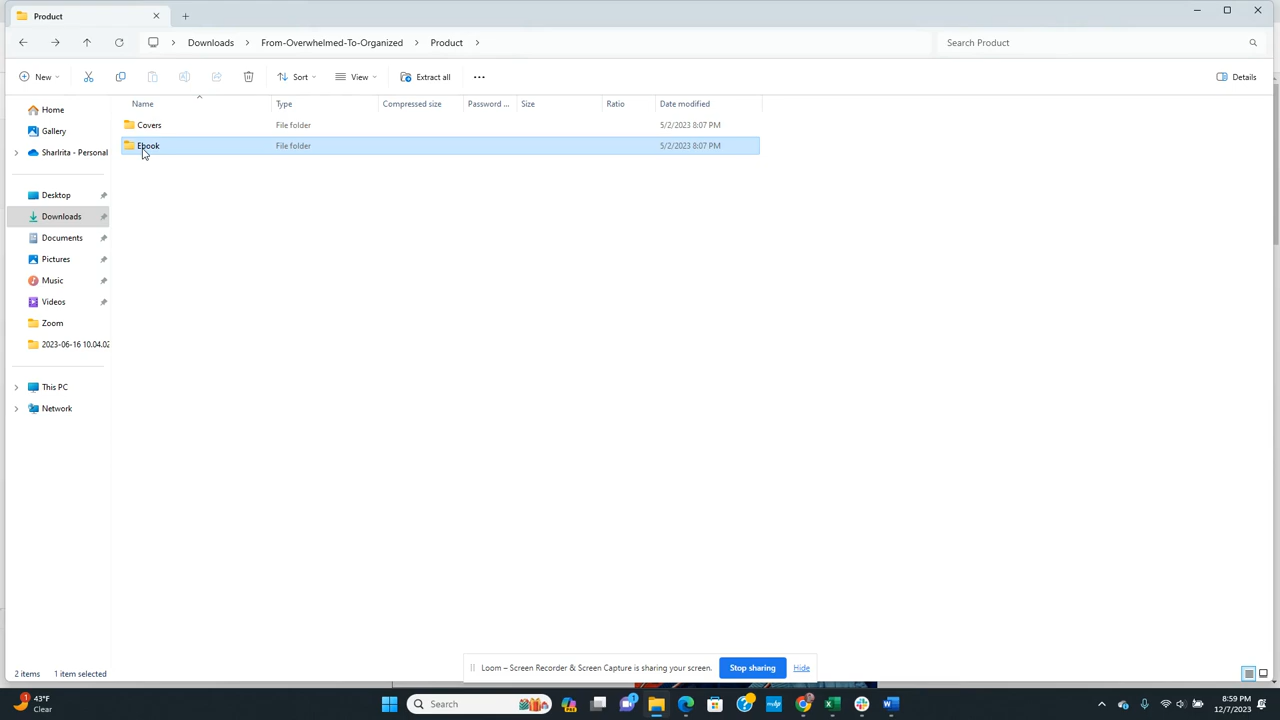 Product
Downloads From-Overwhelmed-To-Organized Product Search Product
New Sort View Extract all ••• Details
Name Type Compressed size Password ... Size Ratio Date modified
Covers File folder 5/2/2023 8:07 PM
Ebook File folder 5/2/2023 8:07 PM
Home
Gallery
Sharlrita - Personal
Desktop
Downloads
Documents
Pictures
Music
Videos
Zoom
2023-06-16 10.04.02
This PC
Network
Loom – Screen Recorder & Screen Capture is sharing your screen. Stop sharing Hide
2 items 1 item selected
43°F
Clear
Search
8:59 PM
12/7/2023